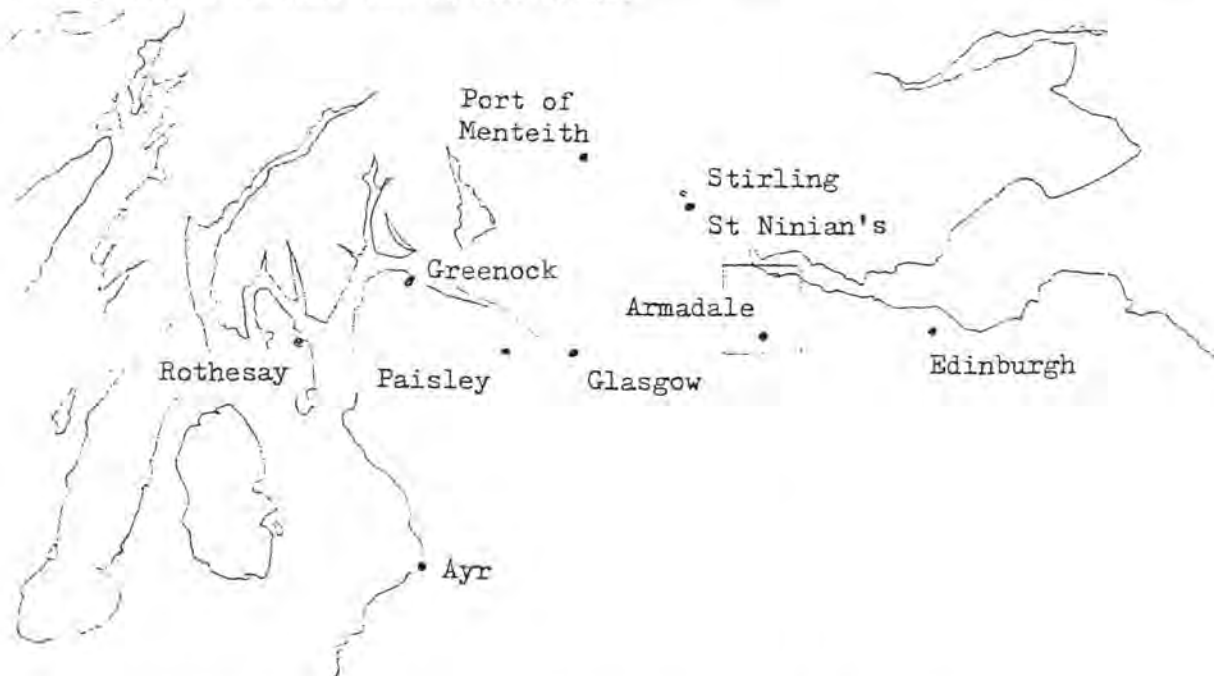 Port of
Menteith
Stirling
St Ninian's
Greenock
Armadale
Rothesay
Paisley
Glasgow
Edinburgh
Ayr